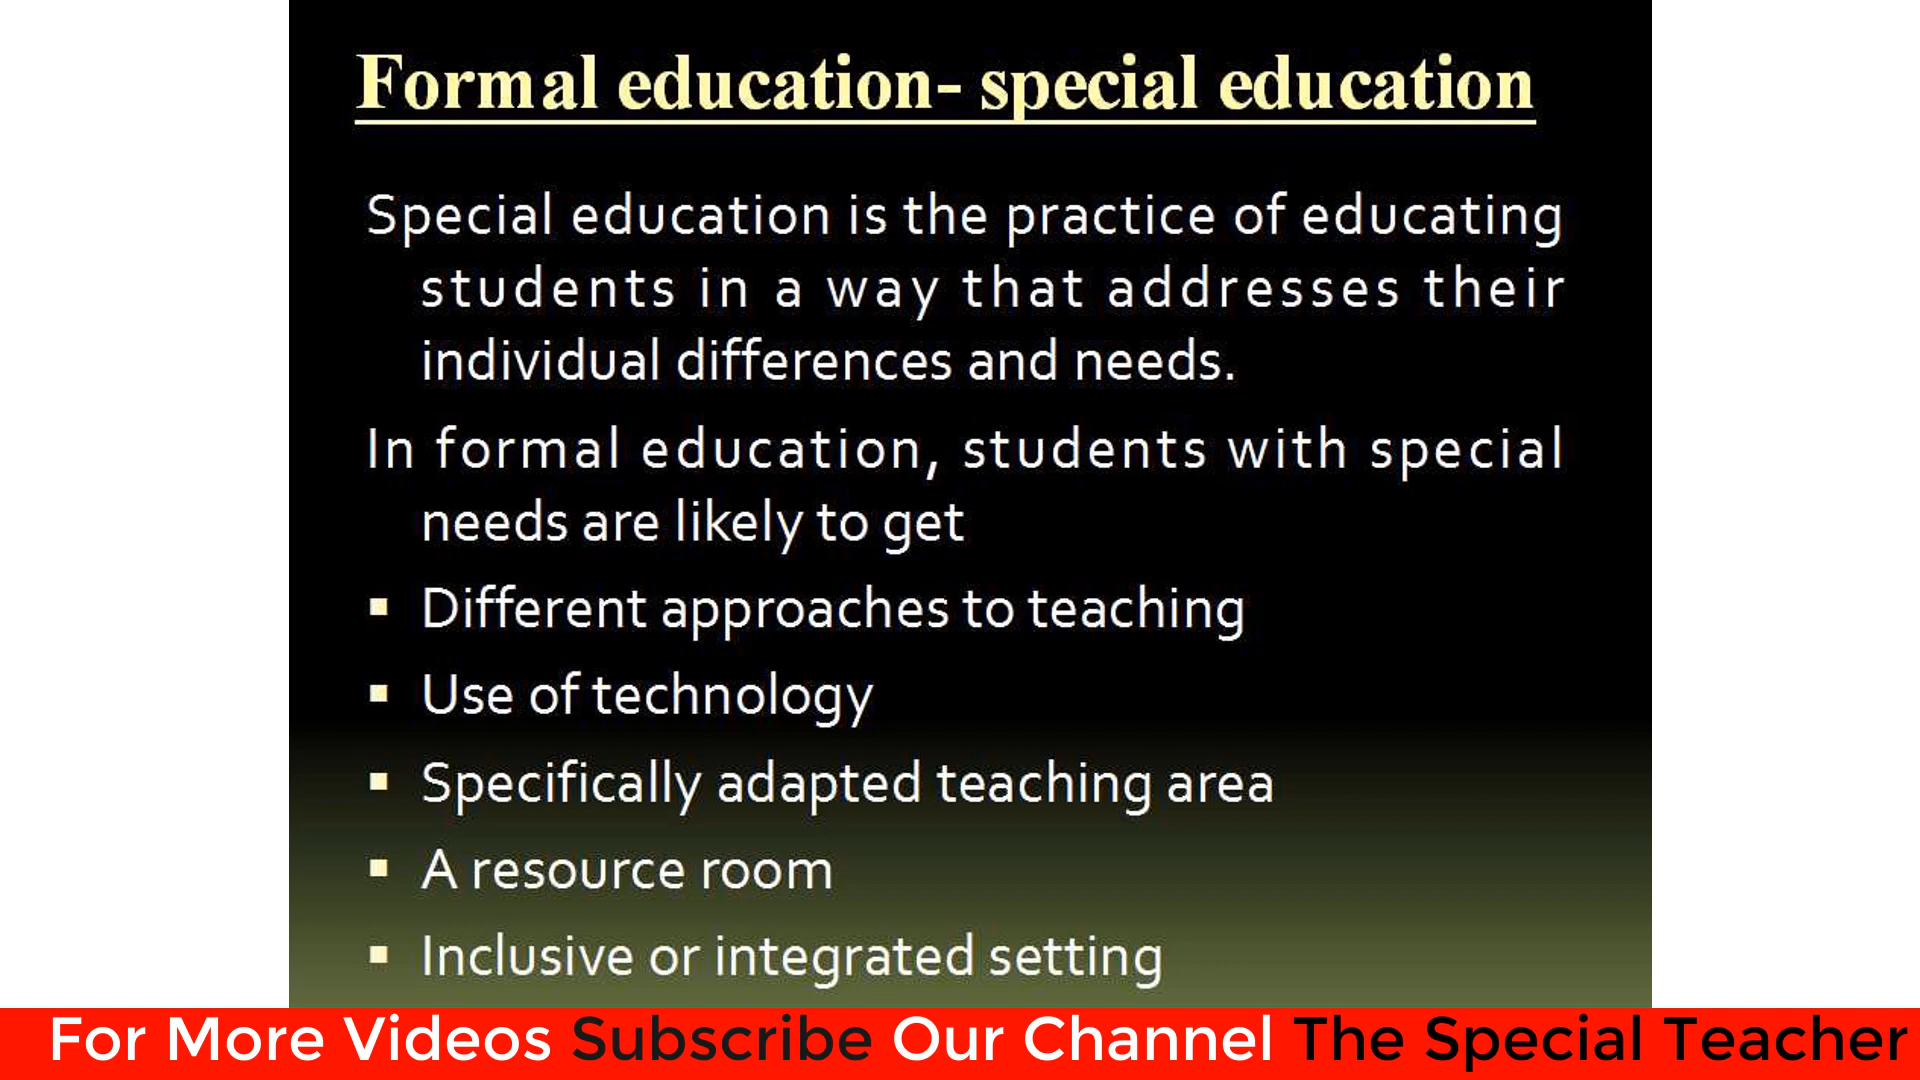 Formal education- special education
Special education is the practice of educating
students in a way that addresses their
individual differences and needs.
In formal education, students with special
needs are likely to get
▪ Different approaches to teaching
▪ Use of technology
▪ Specifically adapted teaching area
▪ A resource room
▪ Inclusive or integrated setting
For More Videos Subscribe Our Channel The Special Teacher